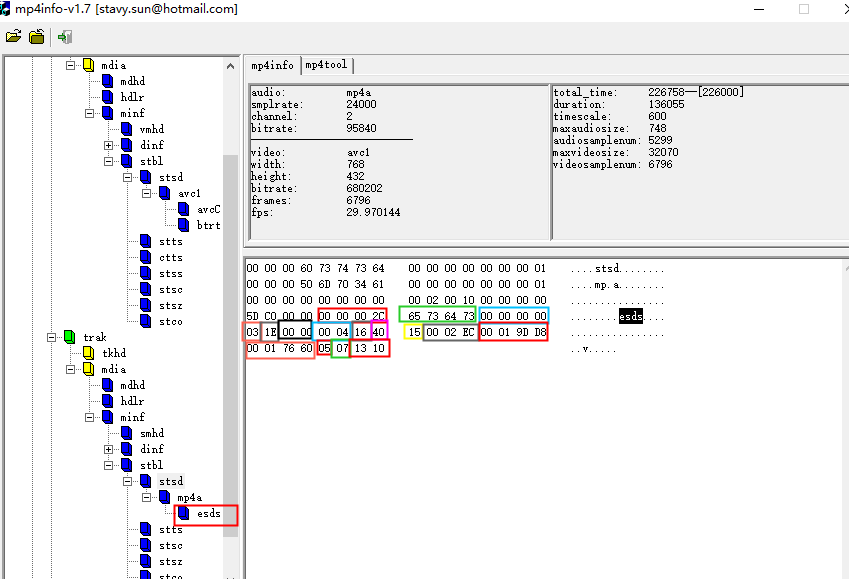 mp4info-v1.7 [stavy.sun@hotmail.com]
mdia
mdhd
hdlr
minf
vmhd
dinf
stbl
stsd
avc1
avcC
btrt
stts
ctts
stss
stsc
stsz
stco
trak
tkhd
mdia
mdhd
hdlr
minf
smhd
dinf
stbl
stsd
mp4a
esds
stts
stsc
stsz
stco
mp4info mp4tool
audio: mp4a
smplrate: 24000
channel: 2
bitrate: 95840
video: avc1
width: 768
height: 432
bitrate: 680202
frames: 6796
fps: 29.970144
total_time: 226758--[226000]
duration: 136055
timescale: 600
maxaudiosize: 748
audiosamplenum: 5299
maxvideosize: 32070
videosamplenum: 6796
00 00 00 60 73 74 73 64 00 00 00 00 00 00 00 01 ....stsd........
00 00 00 50 6D 70 34 61 00 00 00 00 00 00 00 01 .....mp.a.......
00 00 00 00 00 00 00 00 00 02 00 10 00 00 00 00 ................
5D C0 00 00 00 00 00 2C 65 73 64 73 00 00 00 00 ........esds....
03 1E 00 00 00 04 16 40 15 00 02 EC 00 01 9D D8 ................
00 01 76 60 05 07 13 10 ..v.....